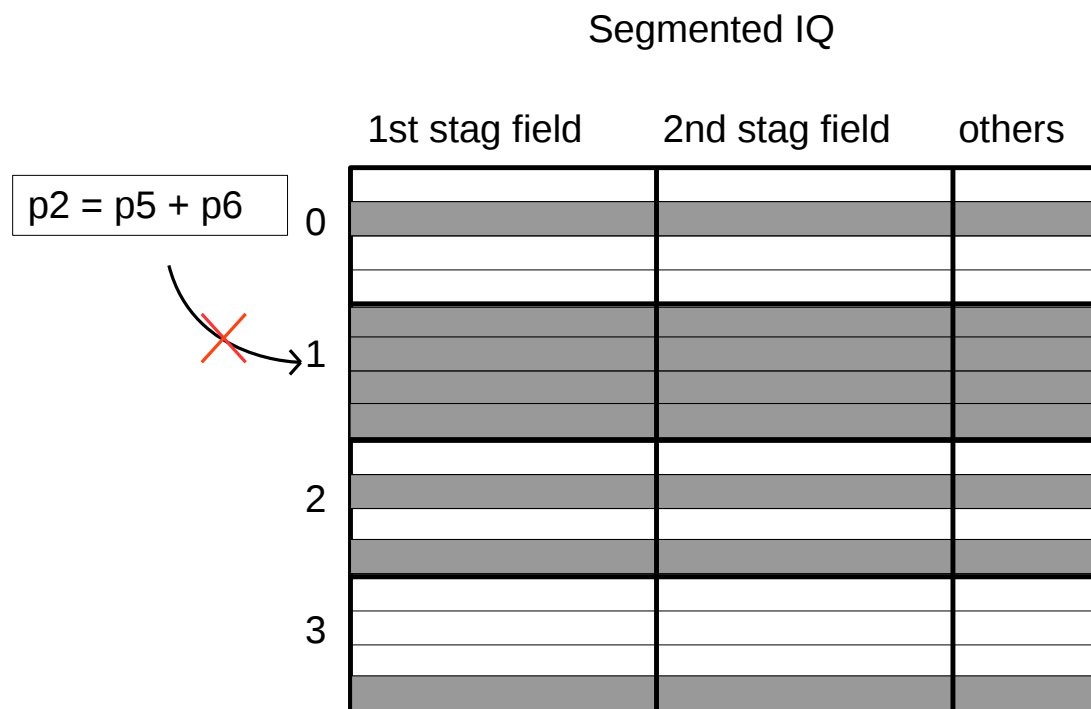 Segmented IQ
1st stag field 2nd stag field others
p2 = p5 + p6
0
1
2
3